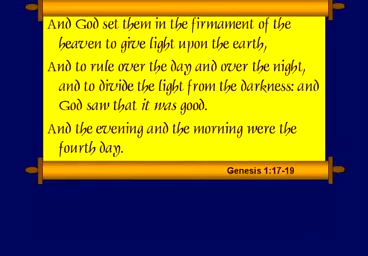 And God set them in the firmament of the
heaven to give light upon the earth,
And to rule over the day and over the night,
and to divide the light from the darkness: and
God saw that it was good.
And the evening and the morning were the
fourth day.
Genesis 1:17-19